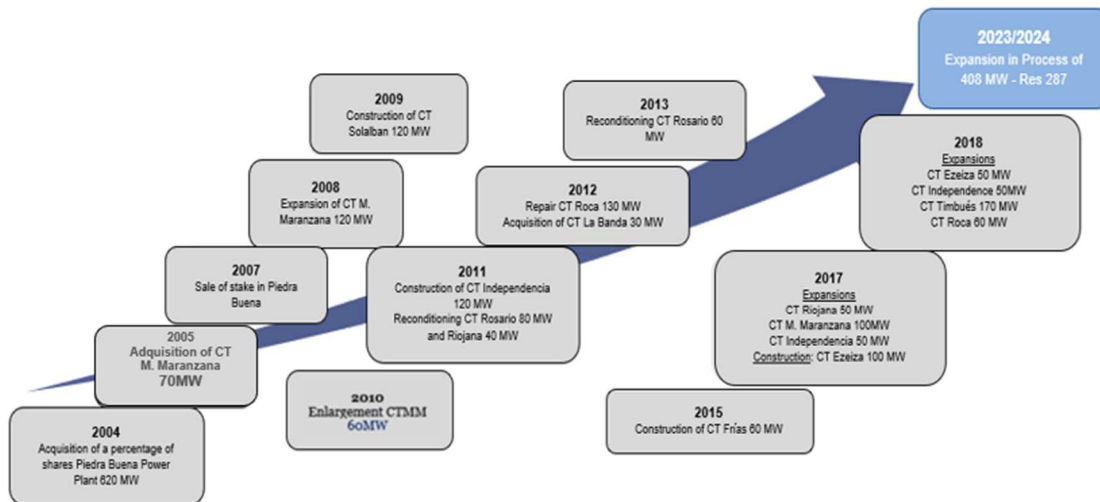 2023/2024
Expansion in Process of
408 MW - Res 287
2009
Construction of CT
Solalban 120 MW
2013
Reconditioning CT Rosario 60
MW
2018
Expansions
CT Ezeiza 50 MW
CT Independence 50MW
CT Timbués 170 MW
CT Roca 60 MW
2008
Expansion of CT M.
Maranzana 120 MW
2012
Repair CT Roca 130 MW
Acquisition of CT La Banda 30 MW
2007
Sale of stake in Piedra
Buena
2011
Construction of CT Independencia
120 MW
Reconditioning CT Rosario 80 MW
and Riojana 40 MW
2017
Expansions
CT Riojana 50 MW
CT M. Maranzana 100MW
CT Independencia 50 MW
Construction: CT Ezeiza 100 MW
2005
Adquisition of CT
M. Maranzana
70MW
2010
Enlargement CTMM
60MW
2015
Construction of CT Frías 60 MW
2004
Acquisition of a percentage of
shares Piedra Buena Power
Plant 620 MW